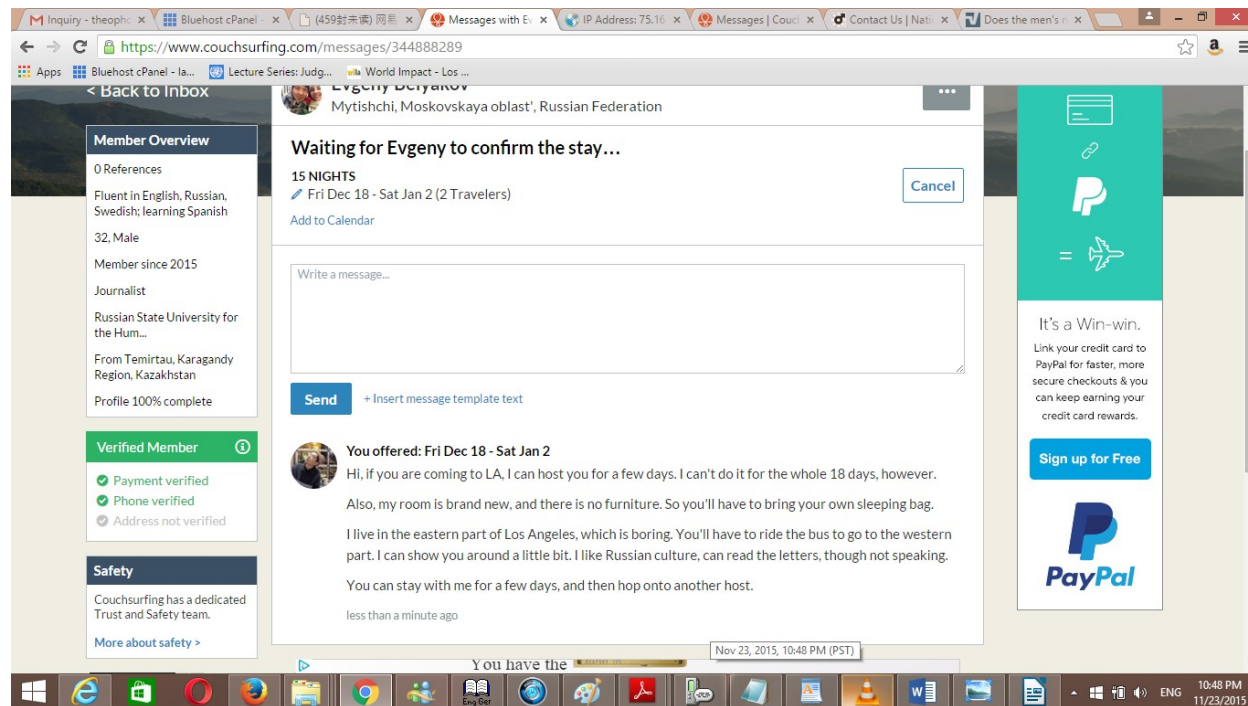 Inquiry - theopho
Bluehost cPanel -
(459封未读) 网易
Messages with Ev
IP Address: 75.16
Messages | Coucl
Contact Us | Nati
Does the men's r
https://www.couchsurfing.com/messages/344888289
Apps
Bluehost cPanel - la...
Lecture Series: Judg...
World Impact - Los ...
< Back to Inbox
Evgeny Belyakov
Mytishchi, Moskovskaya oblast', Russian Federation
Member Overview
0 References
Fluent in English, Russian,
Swedish; learning Spanish
32, Male
Member since 2015
Journalist
Russian State University for
the Hum...
From Temirtau, Karagandy
Region, Kazakhstan
Profile 100% complete
Verified Member
Payment verified
Phone verified
Address not verified
Safety
Couchsurfing has a dedicated
Trust and Safety team.
More about safety >
Waiting for Evgeny to confirm the stay…
15 NIGHTS
Fri Dec 18 - Sat Jan 2 (2 Travelers)
Add to Calendar
Cancel
Write a message...
Send
+ Insert message template text
You offered: Fri Dec 18 - Sat Jan 2
Hi, if you are coming to LA, I can host you for a few days. I can't do it for the whole 18 days, however.
Also, my room is brand new, and there is no furniture. So you'll have to bring your own sleeping bag.
I live in the eastern part of Los Angeles, which is boring. You'll have to ride the bus to go to the western
part. I can show you around a little bit. I like Russian culture, can read the letters, though not speaking.
You can stay with me for a few days, and then hop onto another host.
less than a minute ago
Nov 23, 2015, 10:48 PM (PST)
You have the
It's a Win-win.
Link your credit card to
PayPal for faster, more
secure checkouts & you
can keep earning your
credit card rewards.
Sign up for Free
PayPal
Eng Ger
ENG
10:48 PM
11/23/2015